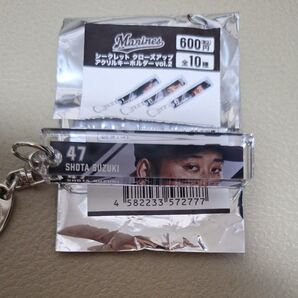 Marines
シークレット クローズアップ
アクリルキーホルダー vol.2
600円
全10種
47
SHOTA SUZUKI
4 582233 572777